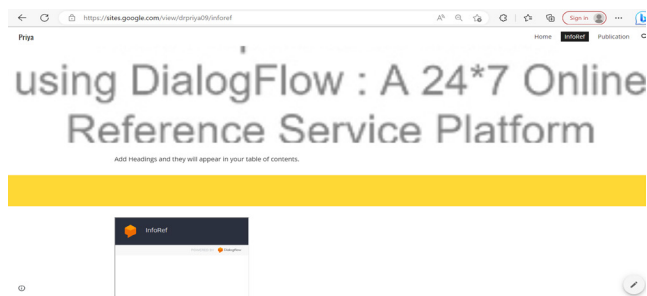 https://sites.google.com/view/drpriya09/inforef
Sign in
Priya
Home InfoRef Publication
using DialogFlow : A 24*7 Online
Reference Service Platform
Add Headings and they will appear in your table of contents.
InfoRef
Dialogflow